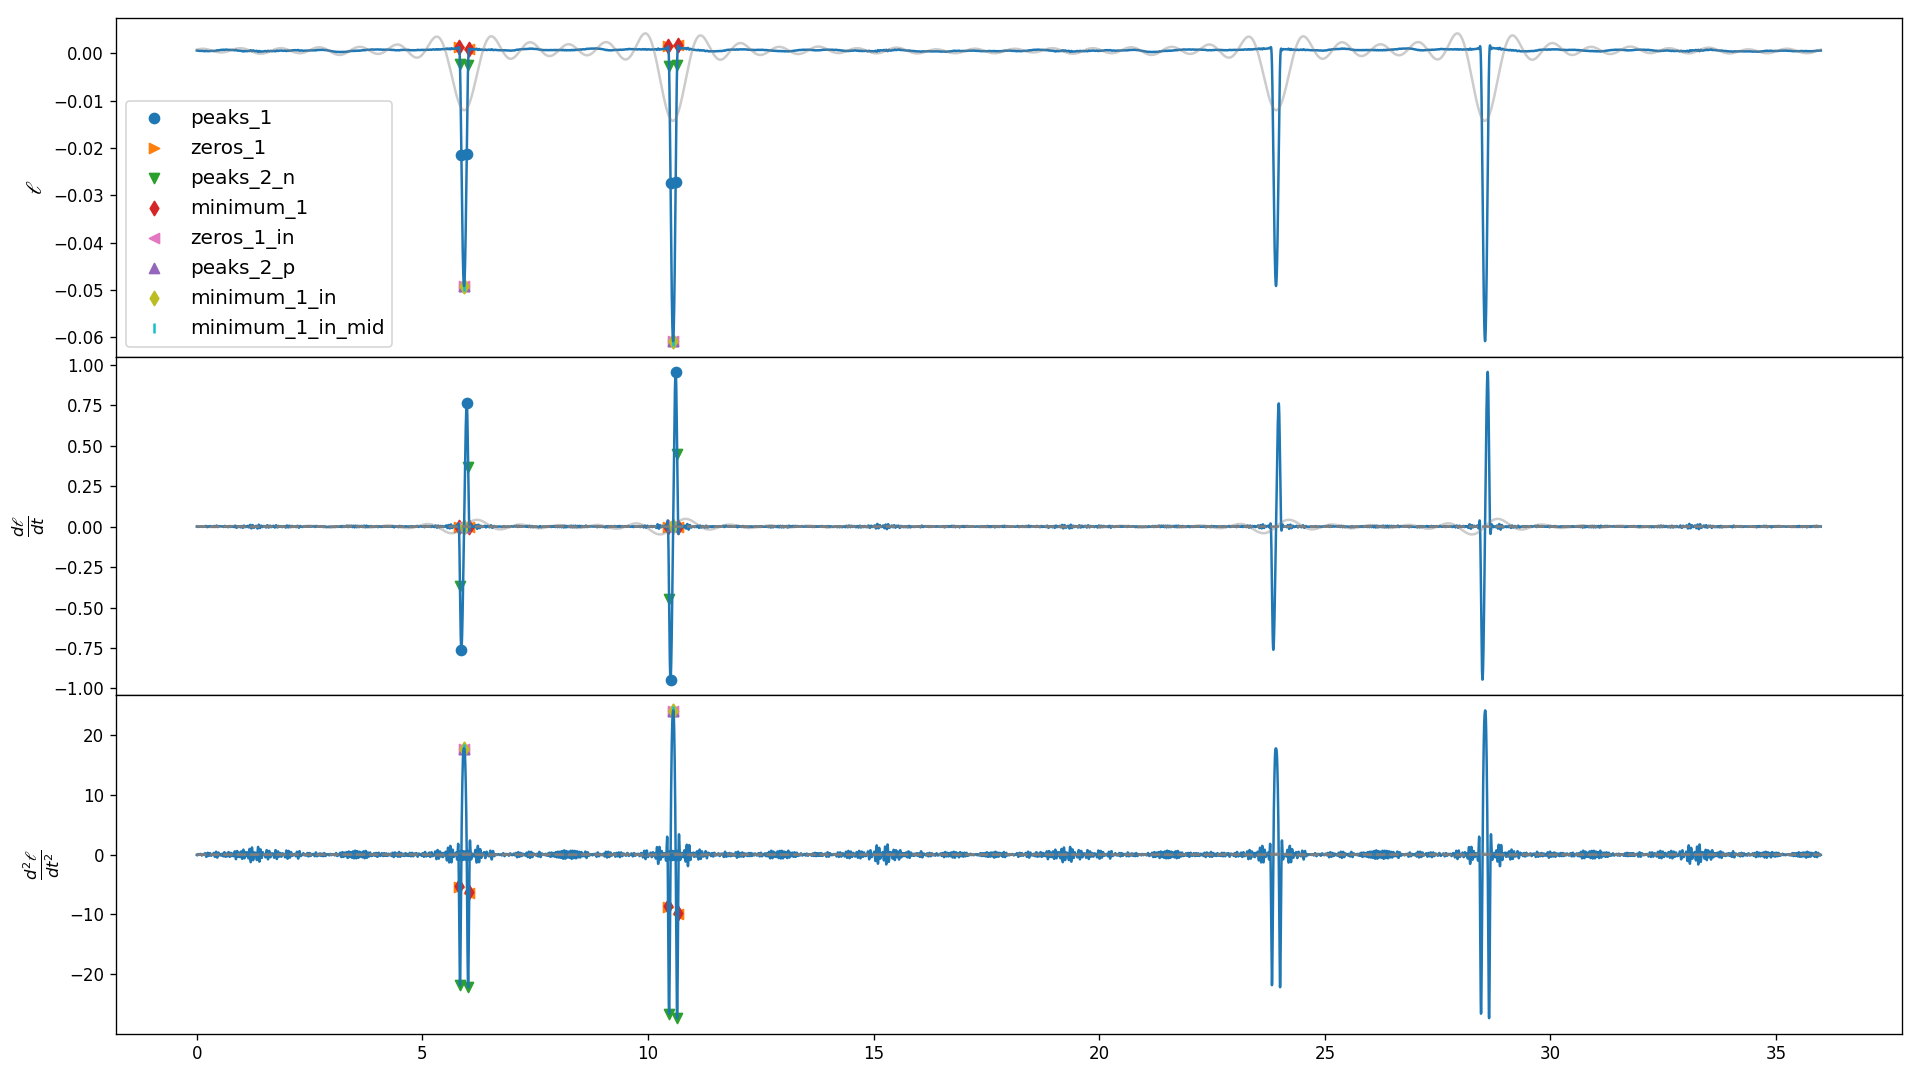 0.00
−0.01
−0.02
−0.03
−0.04
−0.05
−0.06
ℓ
peaks_1
zeros_1
peaks_2_n
minimum_1
zeros_1_in
peaks_2_p
minimum_1_in
minimum_1_in_mid
1.00
0.75
0.50
0.25
0.00
−0.25
−0.50
−0.75
−1.00
dℓ/dt
20
10
0
−10
−20
d²ℓ/dt²
0 5 10 15 20 25 30 35